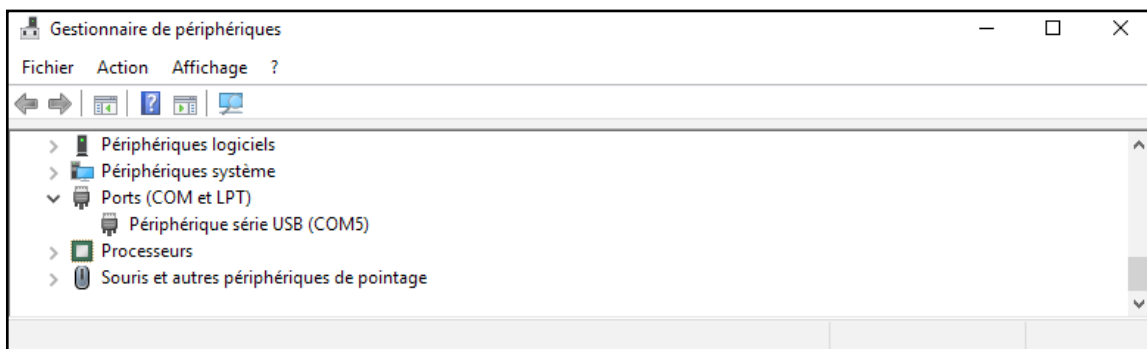 Gestionnaire de périphériques
Fichier Action Affichage ?
Périphériques logiciels
Périphériques système
Ports (COM et LPT)
Périphérique série USB (COM5)
Processeurs
Souris et autres périphériques de pointage